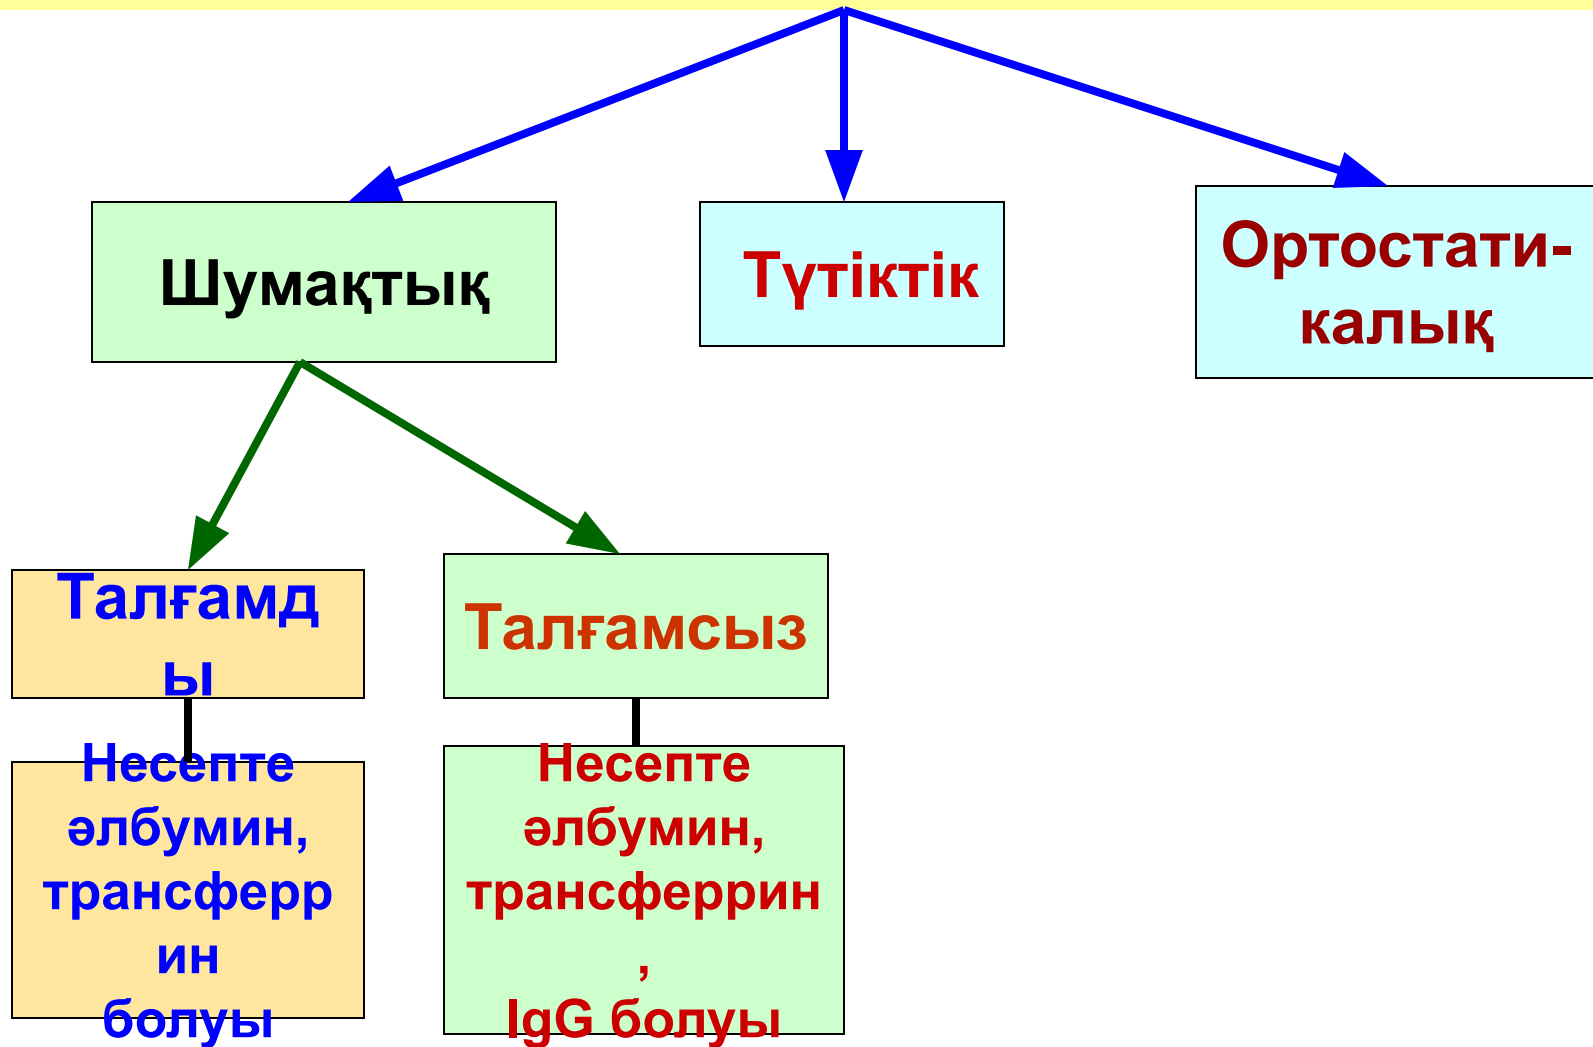 Шумақтық
Түтіктік
Ортостати-
калық
Талғамд
ы
Талғамсыз
Несепте
әлбумин,
трансферр
ин
болуы
Несепте
әлбумин,
трансферрин
,
IgG болуы